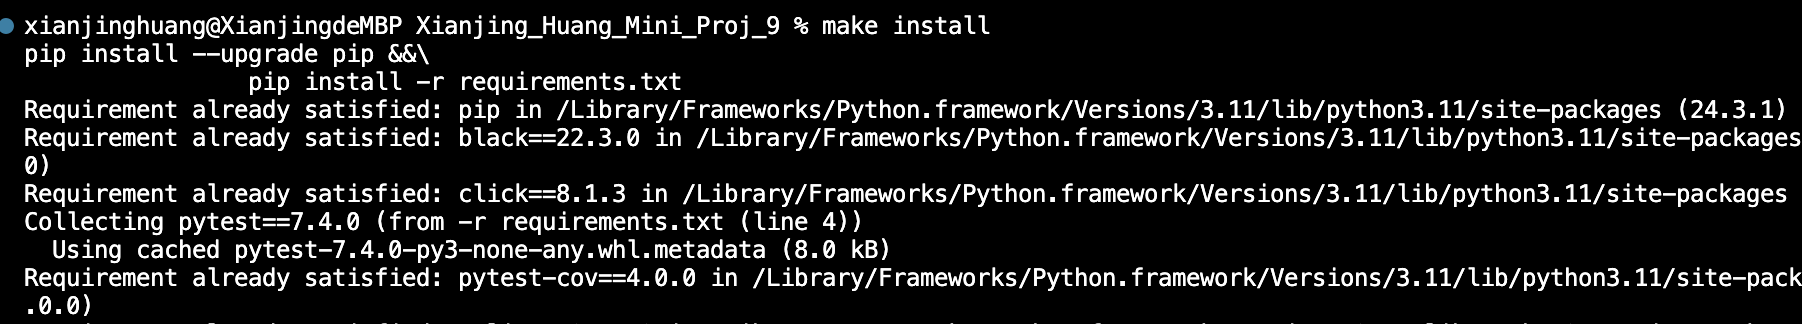 xianjinghuang@XianjingdeMBP Xianjing_Huang_Mini_Proj_9 % make install
pip install --upgrade pip &&\
pip install -r requirements.txt
Requirement already satisfied: pip in /Library/Frameworks/Python.framework/Versions/3.11/lib/python3.11/site-packages (24.3.1)
Requirement already satisfied: black==22.3.0 in /Library/Frameworks/Python.framework/Versions/3.11/lib/python3.11/site-packages
0)
Requirement already satisfied: click==8.1.3 in /Library/Frameworks/Python.framework/Versions/3.11/lib/python3.11/site-packages
Collecting pytest==7.4.0 (from -r requirements.txt (line 4))
Using cached pytest-7.4.0-py3-none-any.whl.metadata (8.0 kB)
Requirement already satisfied: pytest-cov==4.0.0 in /Library/Frameworks/Python.framework/Versions/3.11/lib/python3.11/site-pack
.0.0)